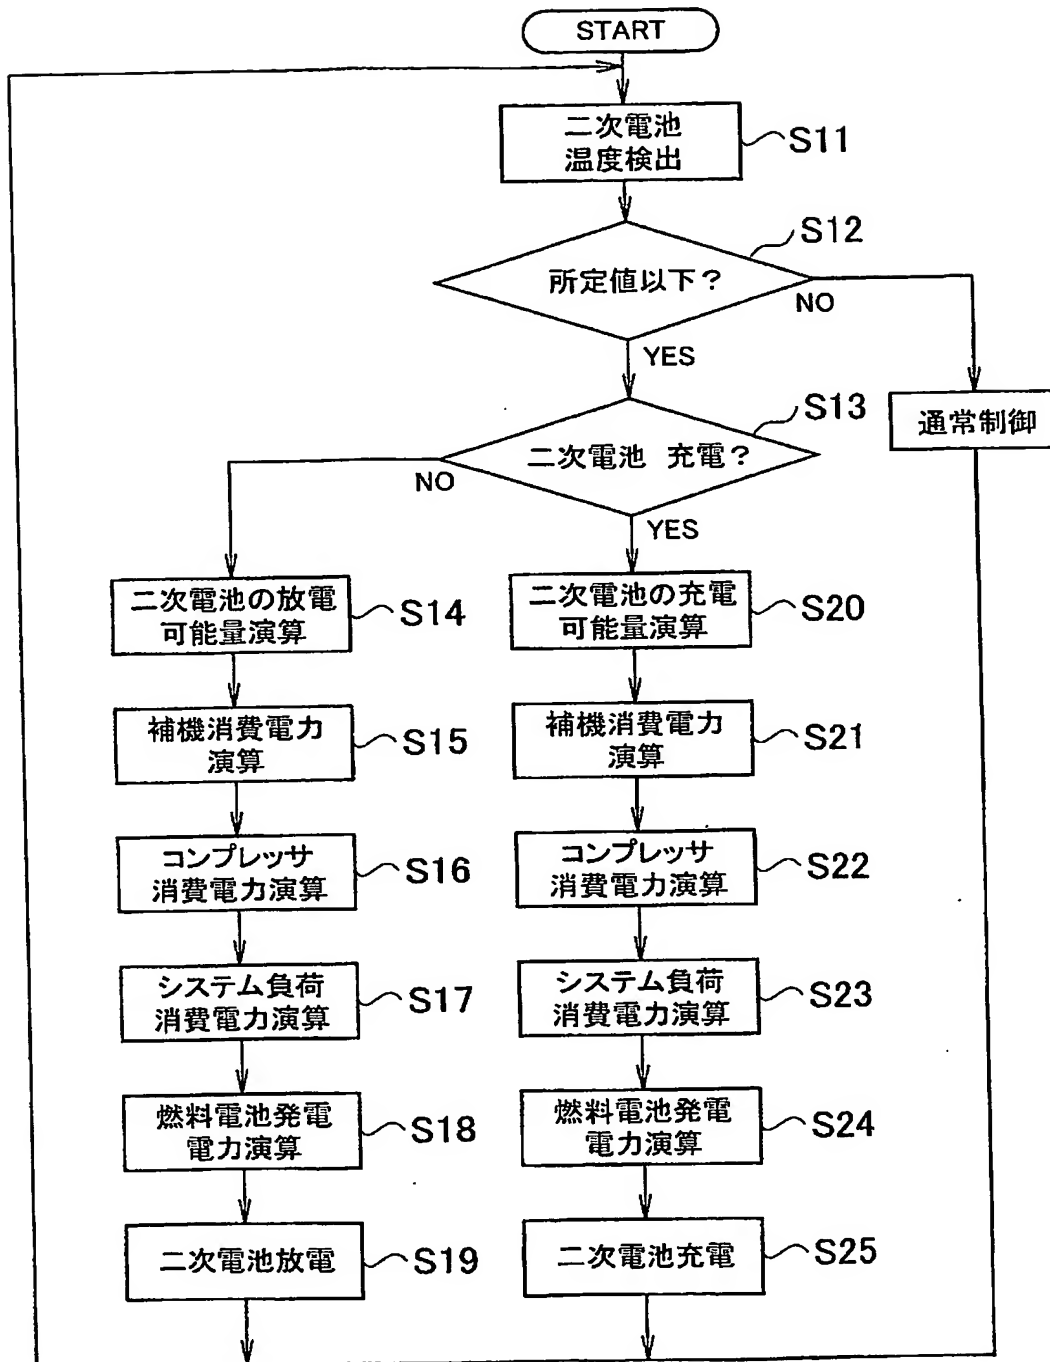 START
二次電池
温度検出
S11
所定値以下？
S12
NO
YES
二次電池 充電？
S13
通常制御
NO
YES
二次電池の放電
可能量演算
S14
補機消費電力
演算
S15
コンプレッサ
消費電力演算
S16
システム負荷
消費電力演算
S17
燃料電池発電
電力演算
S18
二次電池放電
S19
二次電池の充電
可能量演算
S20
補機消費電力
演算
S21
コンプレッサ
消費電力演算
S22
システム負荷
消費電力演算
S23
燃料電池発電
電力演算
S24
二次電池充電
S25